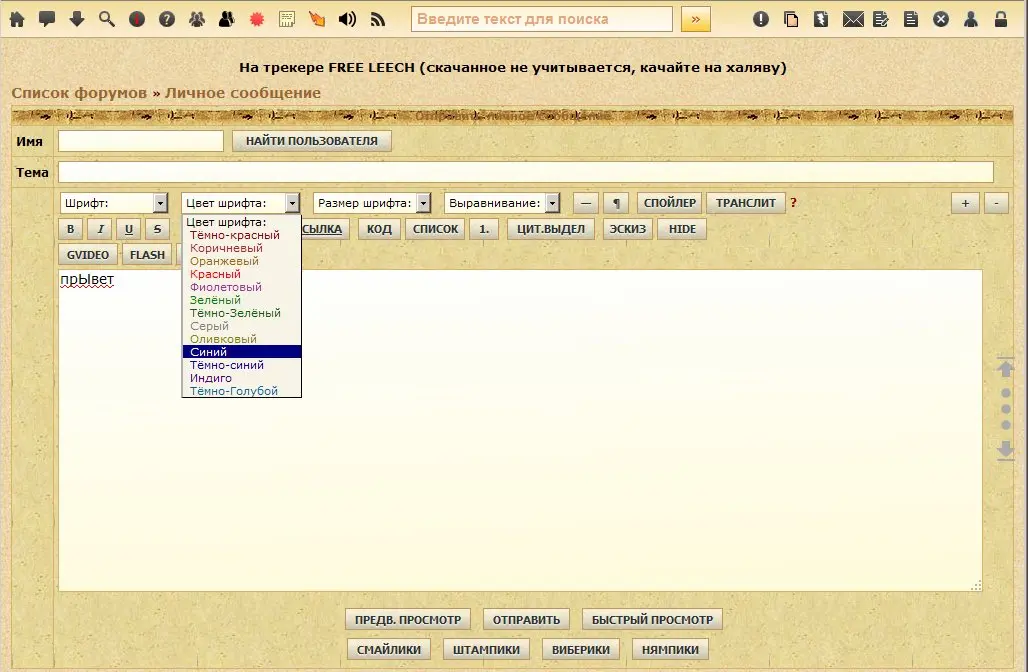 Введите текст для поиска »
На трекере FREE LEECH (скачанное не учитывается, качайте на халяву)
Список форумов » Личное сообщение
Отправить личное сообщение
Имя НАЙТИ ПОЛЬЗОВАТЕЛЯ
Тема
Шрифт: Цвет шрифта: Размер шрифта: Выравнивание: — ¶ СПОЙЛЕР ТРАНСЛИТ ? + -
B I U S СЫЛКА КОД СПИСОК 1. ЦИТ.ВЫДЕЛ ЭСКИЗ HIDE
GVIDEO FLASH
Цвет шрифта:
Тёмно-красный
Коричневый
Оранжевый
Красный
Фиолетовый
Зелёный
Тёмно-Зелёный
Серый
Оливковый
Синий
Тёмно-синий
Индиго
Тёмно-Голубой
прЫвет
ПРЕДВ. ПРОСМОТР ОТПРАВИТЬ БЫСТРЫЙ ПРОСМОТР
СМАЙЛИКИ ШТАМПИКИ ВИБЕРИКИ НЯМПИКИ